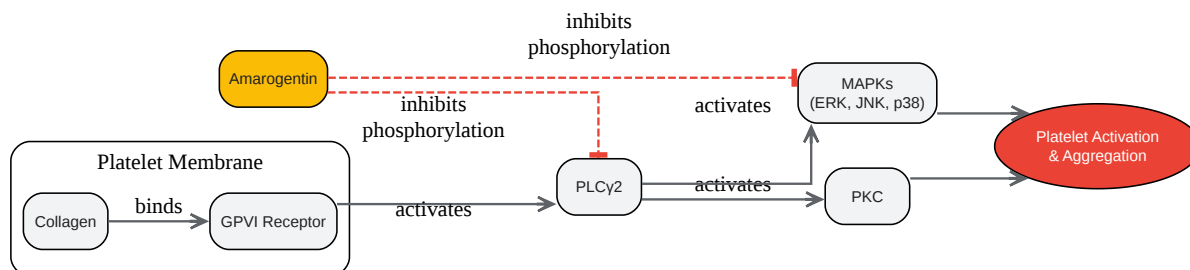 inhibits
phosphorylation
Amarogentin
MAPKs
(ERK, JNK, p38)
inhibits
phosphorylation
activates
Platelet Activation
& Aggregation
Platelet Membrane
PLCγ2
activates
PKC
Collagen
binds
GPVI Receptor
activates